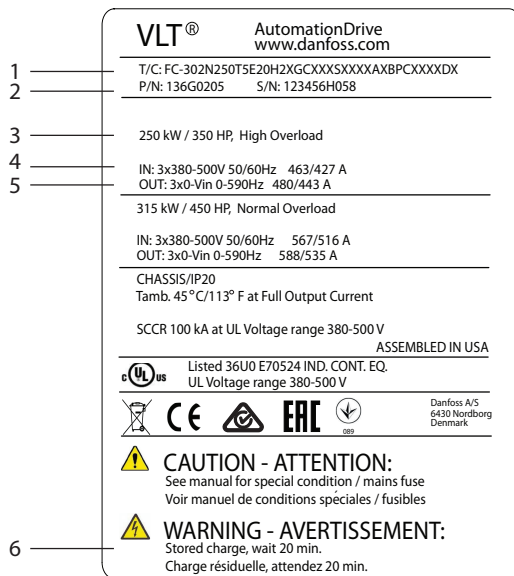 VLT® AutomationDrive
www.danfoss.com
1 T/C: FC-302N250T5E20H2XGCXXXSXXXXAXBPCXXXXDX
2 P/N: 136G0205 S/N: 123456H058
3 250 kW / 350 HP, High Overload
4 IN: 3x380-500V 50/60Hz 463/427 A
5 OUT: 3x0-Vin 0-590Hz 480/443 A
315 kW / 450 HP, Normal Overload
IN: 3x380-500V 50/60Hz 567/516 A
OUT: 3x0-Vin 0-590Hz 588/535 A
CHASSIS/IP20
Tamb. 45°C/113° F at Full Output Current
SCCR 100 kA at UL Voltage range 380-500 V
ASSEMBLED IN USA
c UL us Listed 36U0 E70524 IND. CONT. EQ.
UL Voltage range 380-500 V
CE EAC 089
Danfoss A/S
6430 Nordborg
Denmark
CAUTION - ATTENTION:
See manual for special condition / mains fuse
Voir manuel de conditions spéciales / fusibles
WARNING - AVERTISSEMENT:
6 Stored charge, wait 20 min.
Charge résiduelle, attendez 20 min.